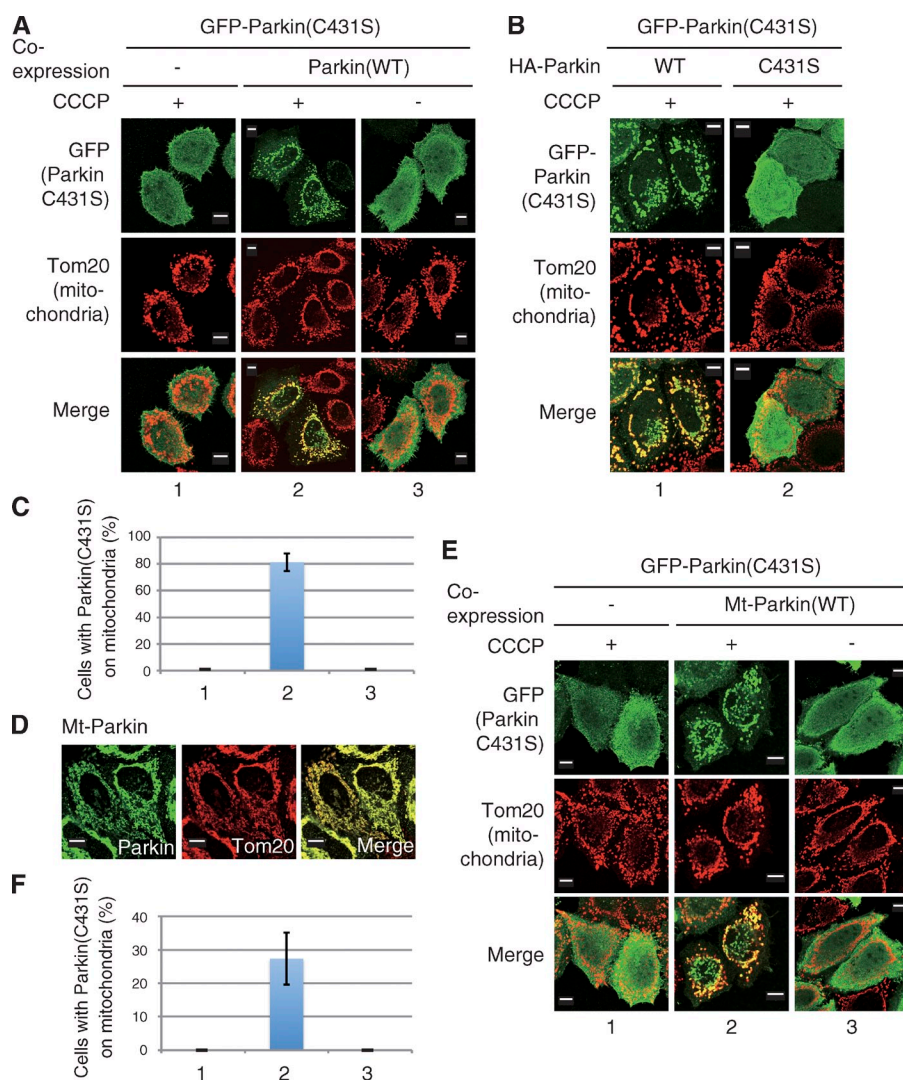 A
GFP-Parkin(C431S)
Co-
expression
-
Parkin(WT)
CCCP
+
+
-
GFP
(Parkin
C431S)
Tom20
(mito-
chondria)
Merge
1
2
3
B
GFP-Parkin(C431S)
HA-Parkin
WT
C431S
CCCP
+
+
GFP-
Parkin
(C431S)
Tom20
(mito-
chondria)
Merge
1
2
C
Cells with Parkin(C431S)
on mitochondria (%)
100
80
60
40
20
0
1
2
3
D
Mt-Parkin
Parkin
Tom20
Merge
E
GFP-Parkin(C431S)
Co-
expression
-
Mt-Parkin(WT)
CCCP
+
+
-
GFP
(Parkin
C431S)
Tom20
(mito-
chondria)
Merge
1
2
3
F
Cells with Parkin(C431S)
on mitochondria (%)
40
30
20
10
0
1
2
3